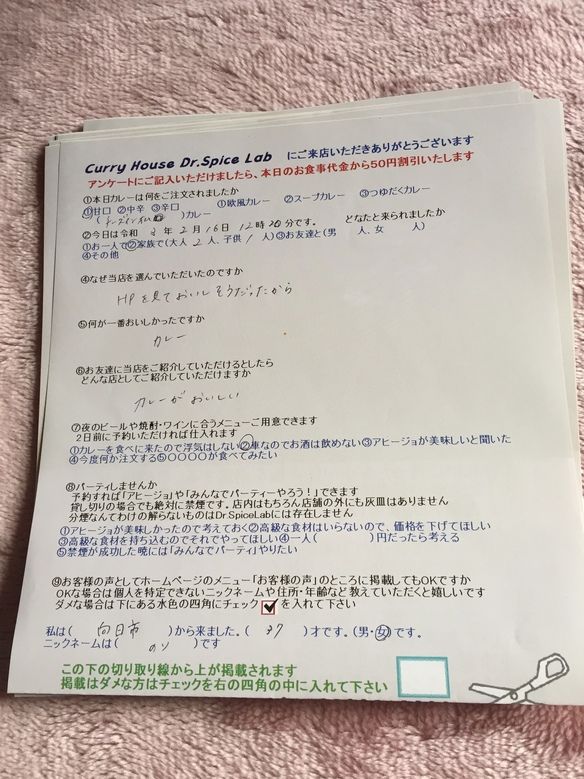 Curry House Dr.Spice Lab にご来店いただきありがとうございます
アンケートにご記入いただけましたら、本日のお食事代金から50円割引いたします
①本日カレーは何をご注文されましたか
①甘口 ②中辛 ③辛口 ①欧風カレー ②スープカレー ③つゆだくカレー
( )カレー
②今日は令和 3 年 2 月 16 日 12 時 20 分です。 どなたと来られましたか
①お一人で②家族で(大人 2 人、子供 1 人)③お友達と(男 人、女 人)
④その他
④なぜ当店を選んでいただいたのですか
HPを見ておいしそうだったから
⑤何が一番おいしかったですか
カレー
⑥お友達に当店をご紹介していただけるとしたら
どんな店としてご紹介していただけますか
カレーがおいしい
⑦夜のビールや焼酎・ワインに合うメニューご用意できます
2日前に予約いただければ仕入れます
①カレーを食べに来たので浮気はしない②車なのでお酒は飲めない③アヒージョが美味しいと聞いた
④今度何か注文する⑤〇〇〇〇が食べてみたい
⑧パーティしませんか
予約すれば「アヒージョ」や「みんなでパーティーやろう!」できます
貸し切りの場合でも絶対に禁煙です。店内はもちろん店舗の外にも灰皿はありません
分煙なんてわけの解らないものはDr.SpiceLabには存在しません
①アヒージョが美味しかったので考えておく②高級な食材はいらないので、価格を下げてほしい
③高級な食材を持ち込むのでそれでやってほしい ④一人( )円だったら考える
⑤禁煙が成功した暁には「みんなでパーティ」やりたい
⑨お客様の声としてホームページのメニュー「お客様の声」のところに掲載してもOKですか
OKな場合は個人を特定できないニックネームや住所・年齢など教えていただくと嬉しいです
ダメな場合は下にある水色の四角にチェック を入れて下さい
私は( 向日市 )から来ました。( 37 )才です。(男・女)です。
ニックネームは( のり )です
この下の切り取り線から上が掲載されます
掲載はダメな方はチェックを右の四角の中に入れて下さい